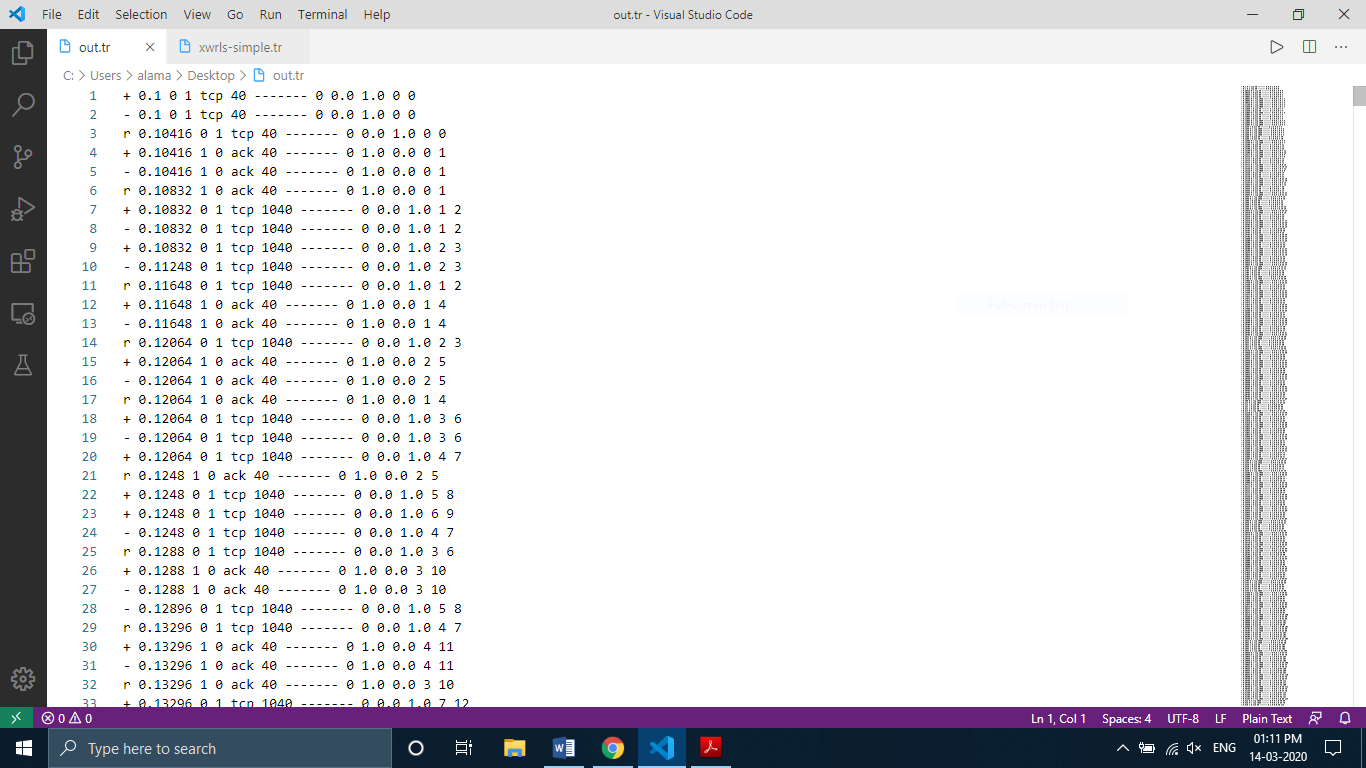 File Edit Selection View Go Run Terminal Help out.tr - Visual Studio Code
out.tr xwrls-simple.tr
C: > Users > alama > Desktop > out.tr
1 + 0.1 0 1 tcp 40 ------- 0 0.0 1.0 0 0
2 - 0.1 0 1 tcp 40 ------- 0 0.0 1.0 0 0
3 r 0.10416 0 1 tcp 40 ------- 0 0.0 1.0 0 0
4 + 0.10416 1 0 ack 40 ------- 0 1.0 0.0 0 1
5 - 0.10416 1 0 ack 40 ------- 0 1.0 0.0 0 1
6 r 0.10832 1 0 ack 40 ------- 0 1.0 0.0 0 1
7 + 0.10832 0 1 tcp 1040 ------- 0 0.0 1.0 1 2
8 - 0.10832 0 1 tcp 1040 ------- 0 0.0 1.0 1 2
9 + 0.10832 0 1 tcp 1040 ------- 0 0.0 1.0 2 3
10 - 0.11248 0 1 tcp 1040 ------- 0 0.0 1.0 2 3
11 r 0.11648 0 1 tcp 1040 ------- 0 0.0 1.0 1 2
12 + 0.11648 1 0 ack 40 ------- 0 1.0 0.0 1 4
13 - 0.11648 1 0 ack 40 ------- 0 1.0 0.0 1 4
14 r 0.12064 0 1 tcp 1040 ------- 0 0.0 1.0 2 3
15 + 0.12064 1 0 ack 40 ------- 0 1.0 0.0 2 5
16 - 0.12064 1 0 ack 40 ------- 0 1.0 0.0 2 5
17 r 0.12064 1 0 ack 40 ------- 0 1.0 0.0 1 4
18 + 0.12064 0 1 tcp 1040 ------- 0 0.0 1.0 3 6
19 - 0.12064 0 1 tcp 1040 ------- 0 0.0 1.0 3 6
20 + 0.12064 0 1 tcp 1040 ------- 0 0.0 1.0 4 7
21 r 0.1248 1 0 ack 40 ------- 0 1.0 0.0 2 5
22 + 0.1248 0 1 tcp 1040 ------- 0 0.0 1.0 5 8
23 + 0.1248 0 1 tcp 1040 ------- 0 0.0 1.0 6 9
24 - 0.1248 0 1 tcp 1040 ------- 0 0.0 1.0 4 7
25 r 0.1288 0 1 tcp 1040 ------- 0 0.0 1.0 3 6
26 + 0.1288 1 0 ack 40 ------- 0 1.0 0.0 3 10
27 - 0.1288 1 0 ack 40 ------- 0 1.0 0.0 3 10
28 - 0.12896 0 1 tcp 1040 ------- 0 0.0 1.0 5 8
29 r 0.13296 0 1 tcp 1040 ------- 0 0.0 1.0 4 7
30 + 0.13296 1 0 ack 40 ------- 0 1.0 0.0 4 11
31 - 0.13296 1 0 ack 40 ------- 0 1.0 0.0 4 11
32 r 0.13296 1 0 ack 40 ------- 0 1.0 0.0 3 10
33 + 0.13296 0 1 tcp 1040 ------- 0 0.0 1.0 7 12
Full-screen Snip
0 0 Ln 1, Col 1 Spaces: 4 UTF-8 LF Plain Text
Type here to search ENG 01:11 PM
14-03-2020